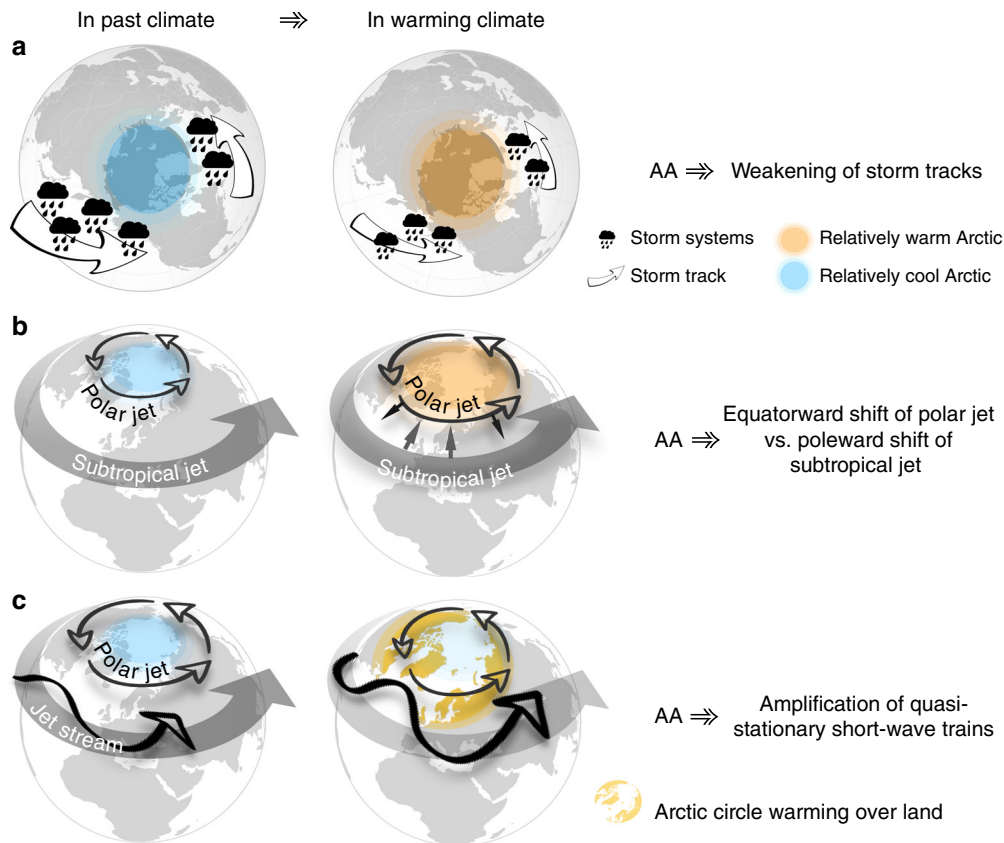 In past climate ⇒ In warming climate
a
AA ⇒ Weakening of storm tracks
Storm systems
Relatively warm Arctic
Storm track
Relatively cool Arctic
b
Polar jet
Subtropical jet
Polar jet
Subtropical jet
AA ⇒ Equatorward shift of polar jet
vs. poleward shift of
subtropical jet
c
Polar jet
Jet stream
AA ⇒ Amplification of quasi-
stationary short-wave trains
Arctic circle warming over land